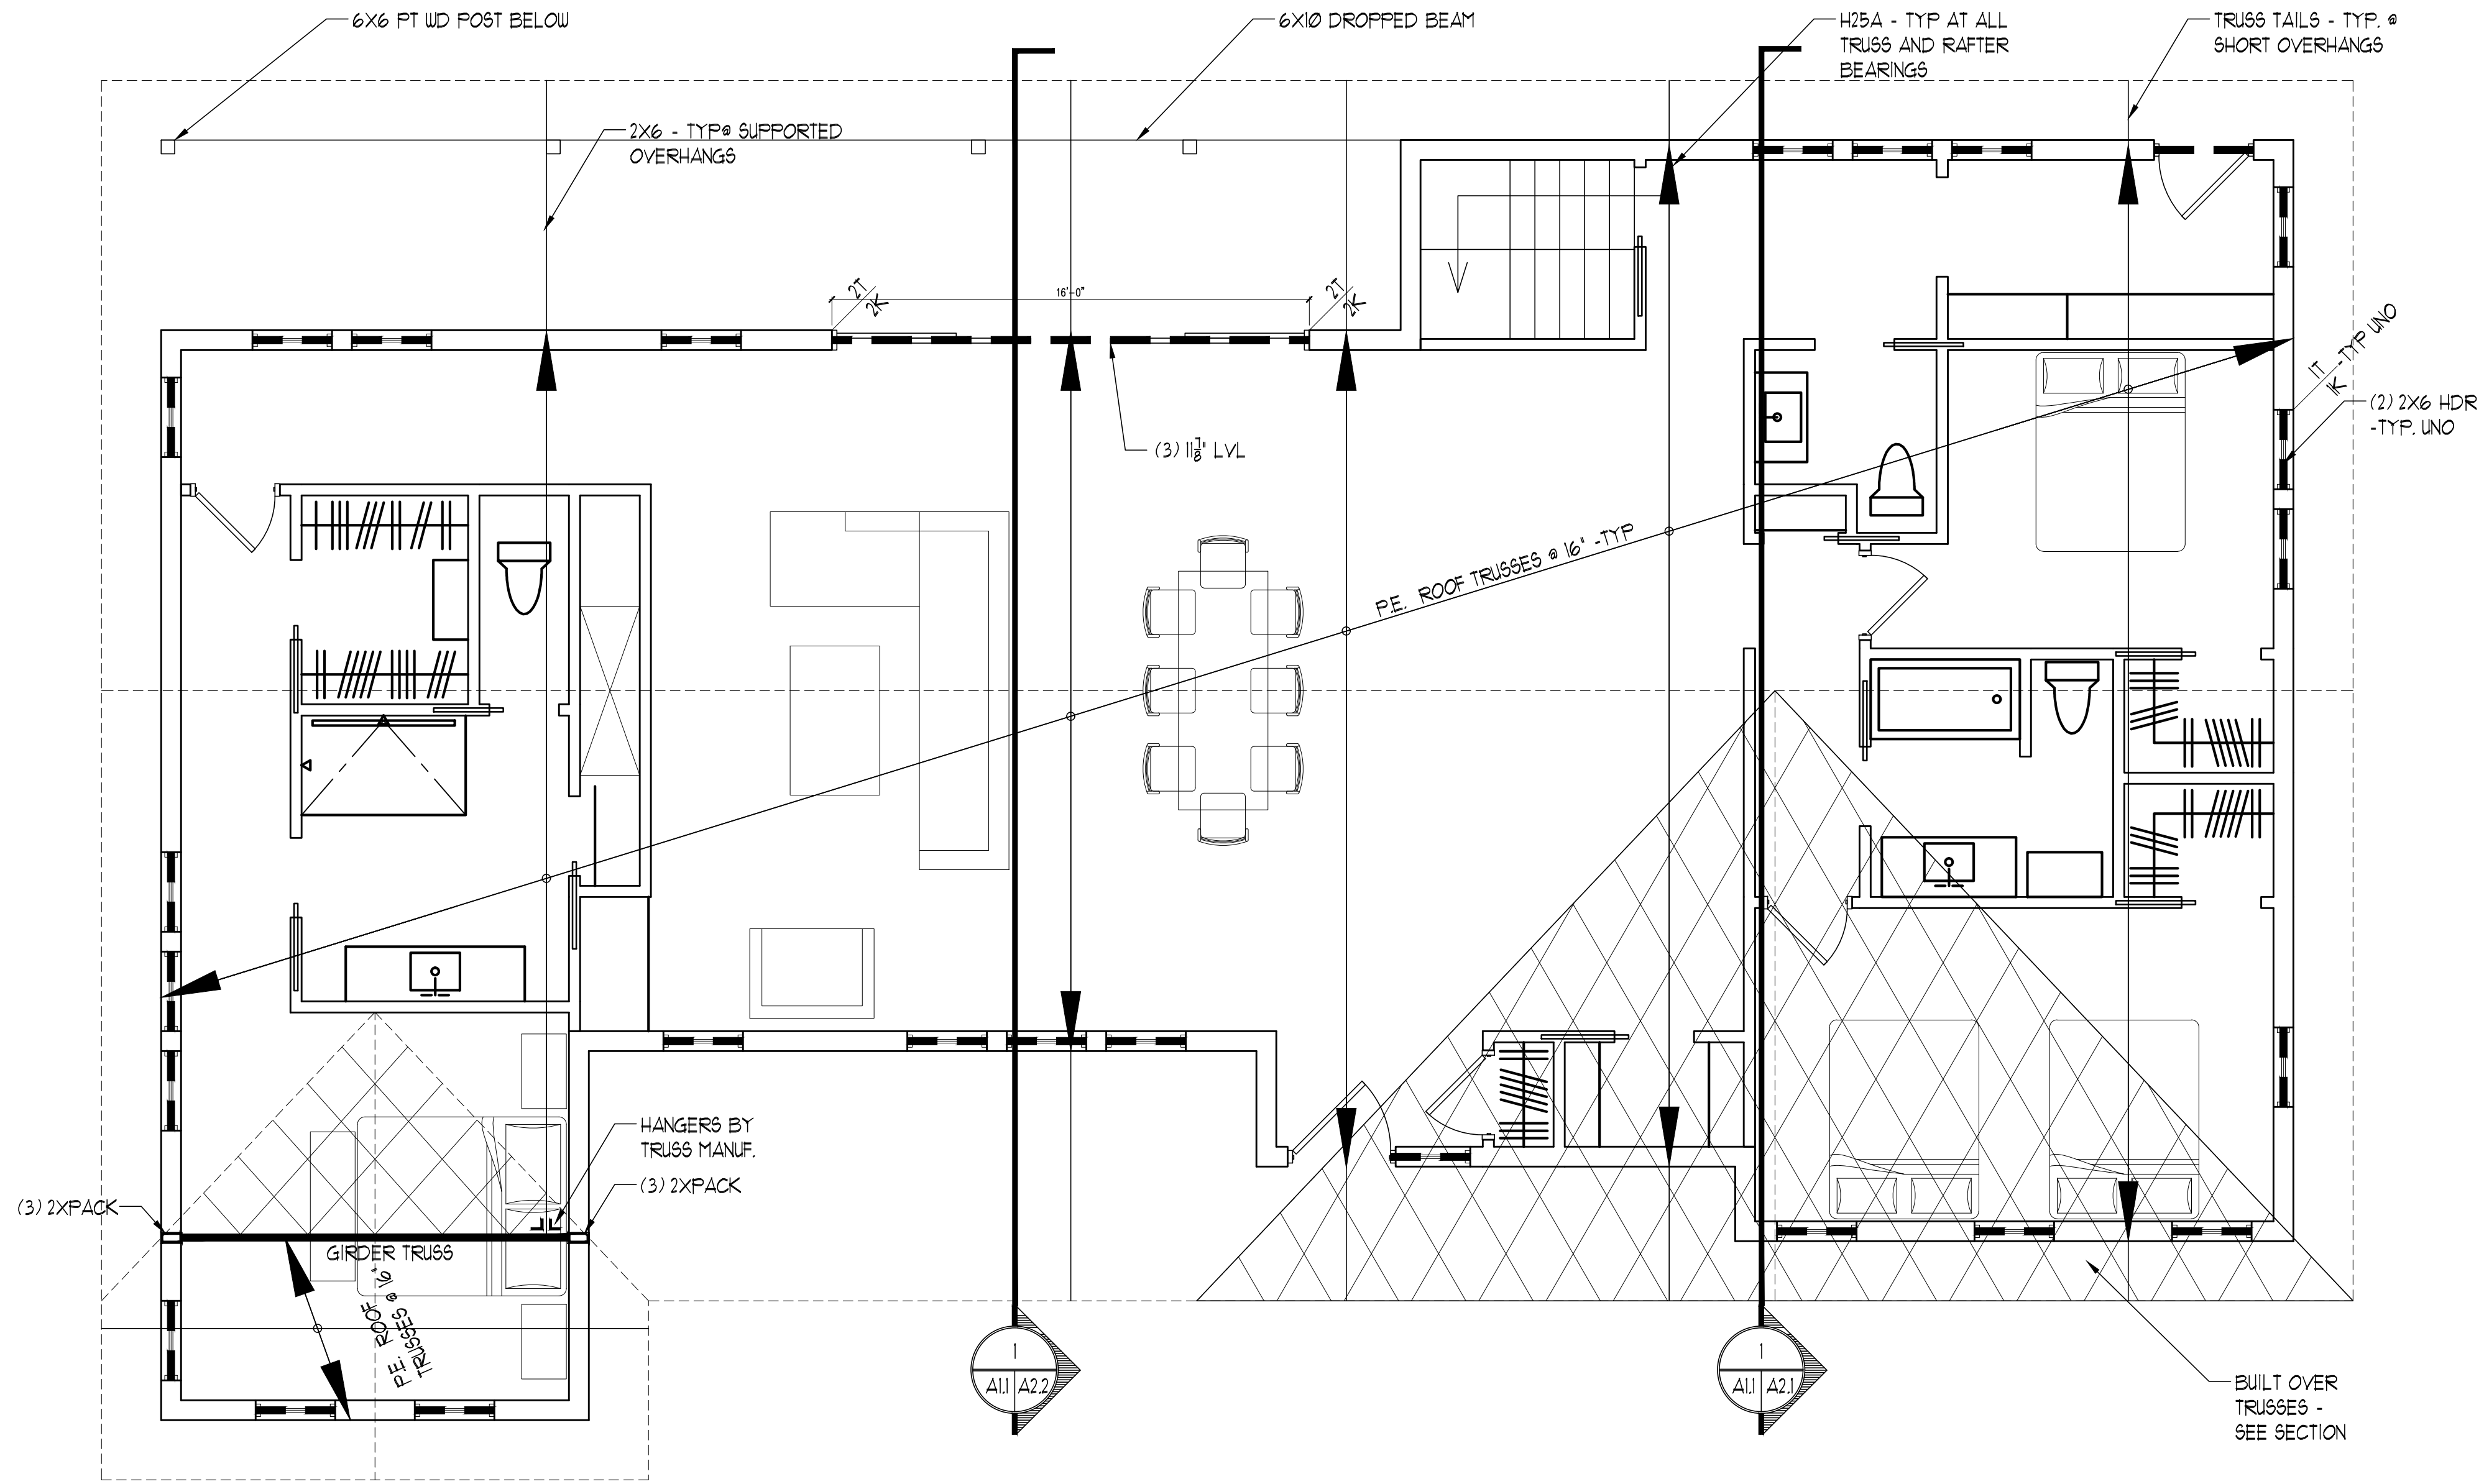 6X6 PT WD POST BELOW
6X10 DROPPED BEAM
H25A - TYP AT ALL
TRUSS AND RAFTER
BEARINGS
TRUSS TAILS - TYP. @
SHORT OVERHANGS
2X6 - TYP@ SUPPORTED
OVERHANGS
2T
2K
16'-0"
2T
2K
1T
1K
-TYP UNO
(2) 2X6 HDR
-TYP. UNO
(3) 11 7/8" LVL
P.E. ROOF TRUSSES @ 16" -TYP
HANGERS BY
TRUSS MANUF.
(3) 2XPACK
(3) 2XPACK
GIRDER TRUSS
P.E. ROOF
TRUSSES @ 16"
1
A1.1
A2.2
1
A1.1
A2.1
BUILT OVER
TRUSSES -
SEE SECTION